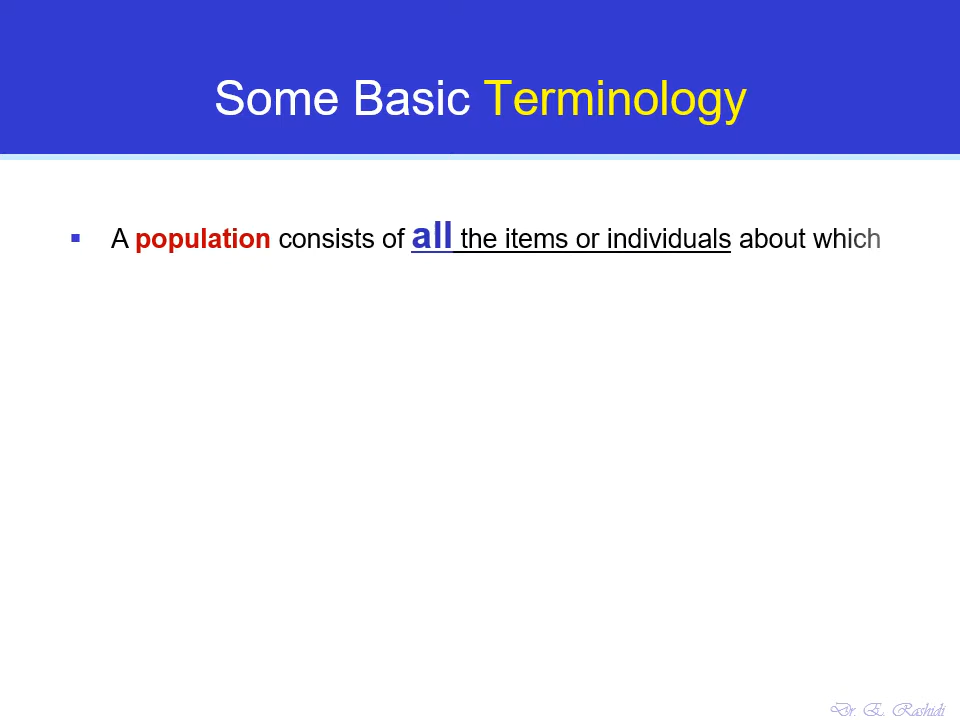 Some Basic Terminology
▪ A population consists of all the items or individuals about which
Dr. E. Rashidi